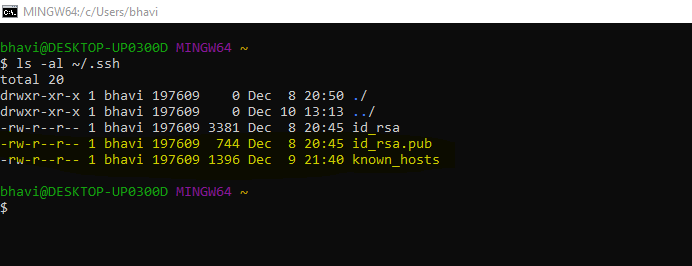 MINGW64:/c/Users/bhavi
bhavi@DESKTOP-UP0300D MINGW64 ~
$ ls -al ~/.ssh
total 20
drwxr-xr-x 1 bhavi 197609    0 Dec  8 20:50 ./
drwxr-xr-x 1 bhavi 197609    0 Dec 10 13:13 ../
-rw-r--r-- 1 bhavi 197609 3381 Dec  8 20:45 id_rsa
-rw-r--r-- 1 bhavi 197609  744 Dec  8 20:45 id_rsa.pub
-rw-r--r-- 1 bhavi 197609 1396 Dec  9 21:40 known_hosts
bhavi@DESKTOP-UP0300D MINGW64 ~
$